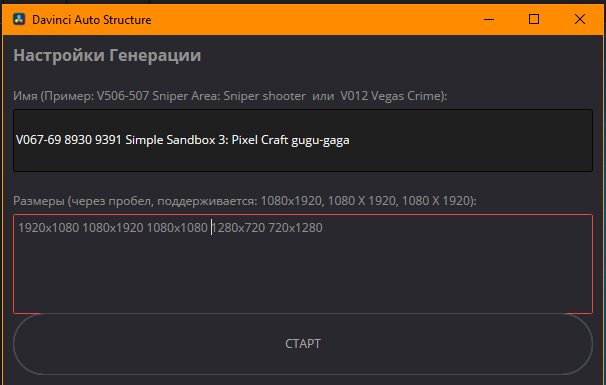 Davinci Auto Structure
Настройки Генерации
Имя (Пример: V506-507 Sniper Area: Sniper shooter  или  V012 Vegas Crime):
V067-69 8930 9391 Simple Sandbox 3: Pixel Craft gugu-gaga
Размеры (через пробел, поддерживается: 1080x1920, 1080 X 1920, 1080 X 1920):
1920x1080 1080x1920 1080x1080 1280x720 720x1280
СТАРТ